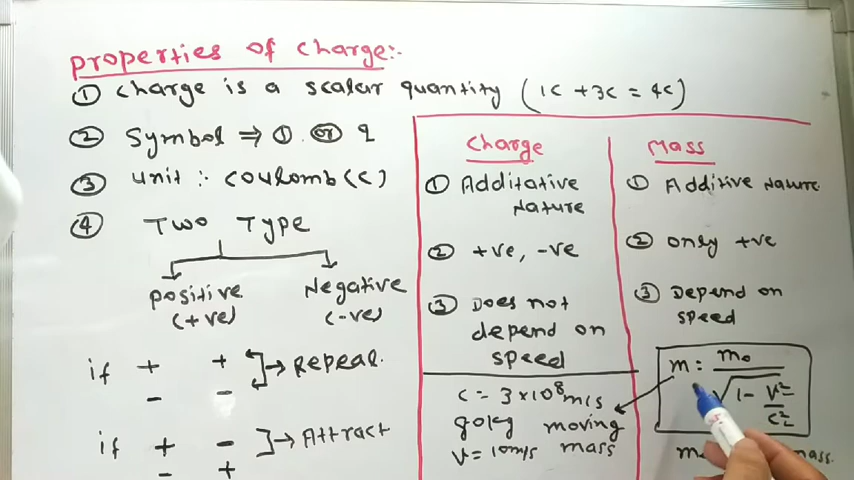 properties of charge:-
① charge is a scalar quantity (1C + 3C = 4C)
② Symbol ⇒ Q or q
③ unit :- coulomb (c)
④ Two Type
positive (+ve)
Negative (-ve)
if + + → Repeal.
- -
if + - → Attract
- +
charge
① Additative Nature
② +ve, -ve
③ Does not
depend on
speed
c = 3 × 10⁸ m/s
90kg moving
v = 10m/s mass
Mass
① Additive Nature
② only +ve
③ Depend on
speed
m = m₀ / √1 - v²/c²
mass.